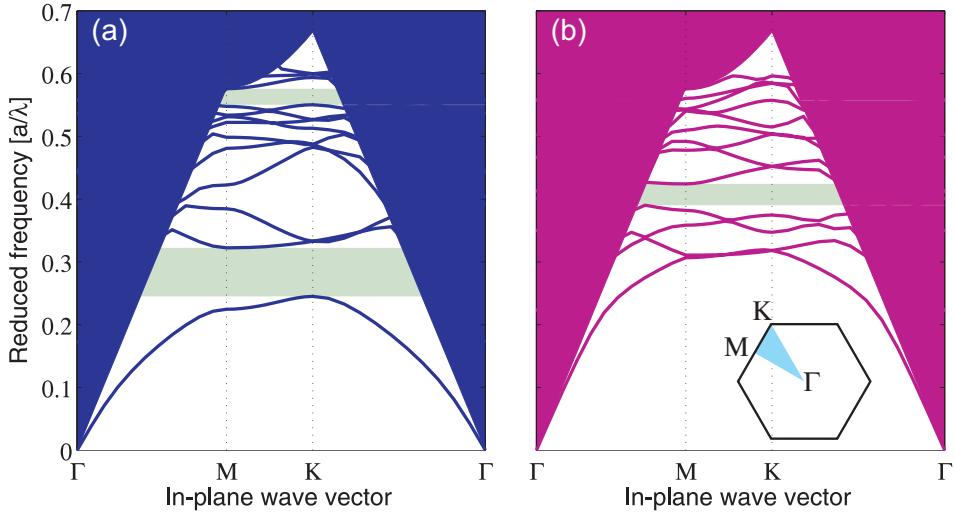 (a)
(b)
Reduced frequency [a/λ]
0.7
0.6
0.5
0.4
0.3
0.2
0.1
0
Γ M K Γ
In-plane wave vector
K
M
Γ
Γ M K Γ
In-plane wave vector